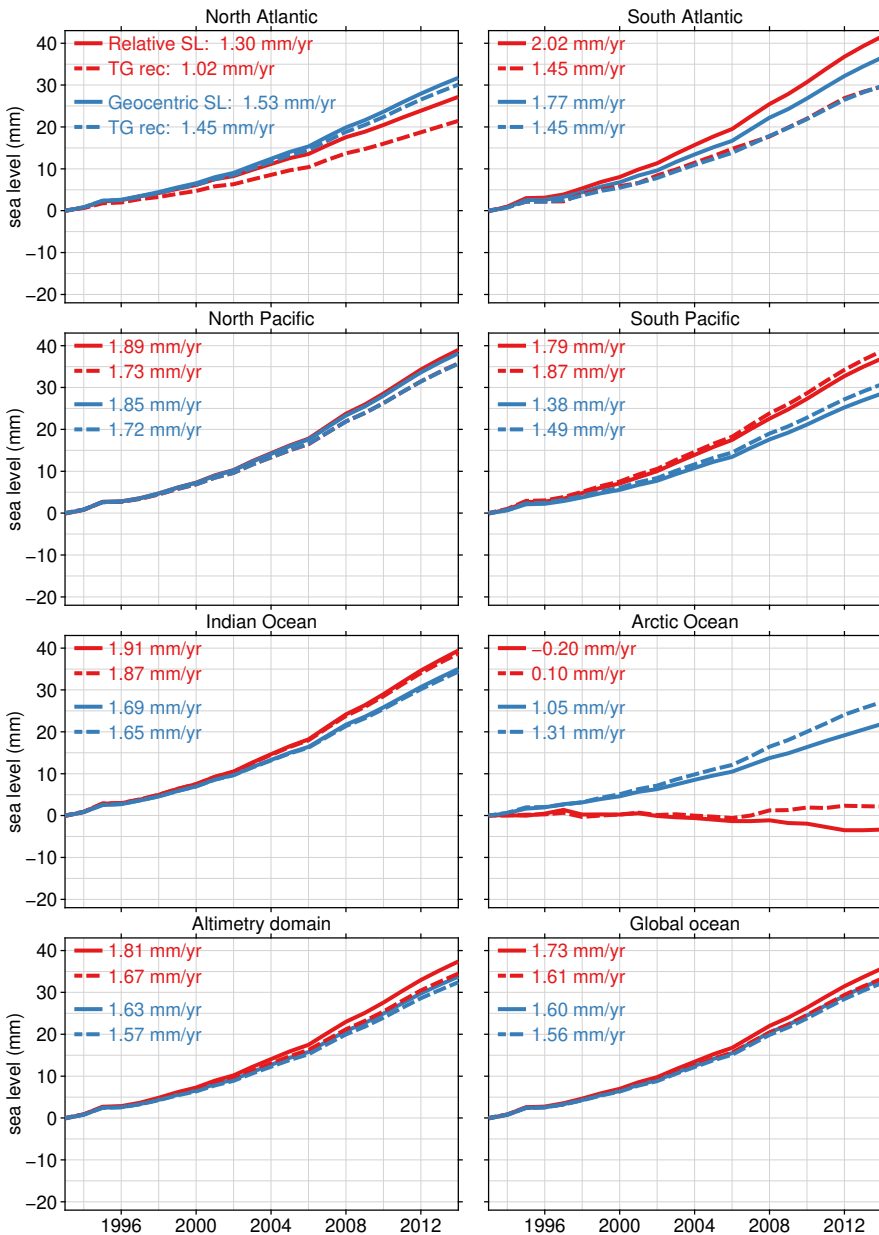 North Atlantic
South Atlantic
40
30
20
10
0
−10
−20
sea level (mm)
Relative SL: 1.30 mm/yr
TG rec: 1.02 mm/yr
Geocentric SL: 1.53 mm/yr
TG rec: 1.45 mm/yr
2.02 mm/yr
1.45 mm/yr
1.77 mm/yr
1.45 mm/yr
North Pacific
South Pacific
40
30
20
10
0
−10
−20
sea level (mm)
1.89 mm/yr
1.73 mm/yr
1.85 mm/yr
1.72 mm/yr
1.79 mm/yr
1.87 mm/yr
1.38 mm/yr
1.49 mm/yr
Indian Ocean
Arctic Ocean
40
30
20
10
0
−10
−20
sea level (mm)
1.91 mm/yr
1.87 mm/yr
1.69 mm/yr
1.65 mm/yr
−0.20 mm/yr
0.10 mm/yr
1.05 mm/yr
1.31 mm/yr
Altimetry domain
Global ocean
40
30
20
10
0
−10
−20
sea level (mm)
1.81 mm/yr
1.67 mm/yr
1.63 mm/yr
1.57 mm/yr
1.73 mm/yr
1.61 mm/yr
1.60 mm/yr
1.56 mm/yr
1996 2000 2004 2008 2012
1996 2000 2004 2008 2012